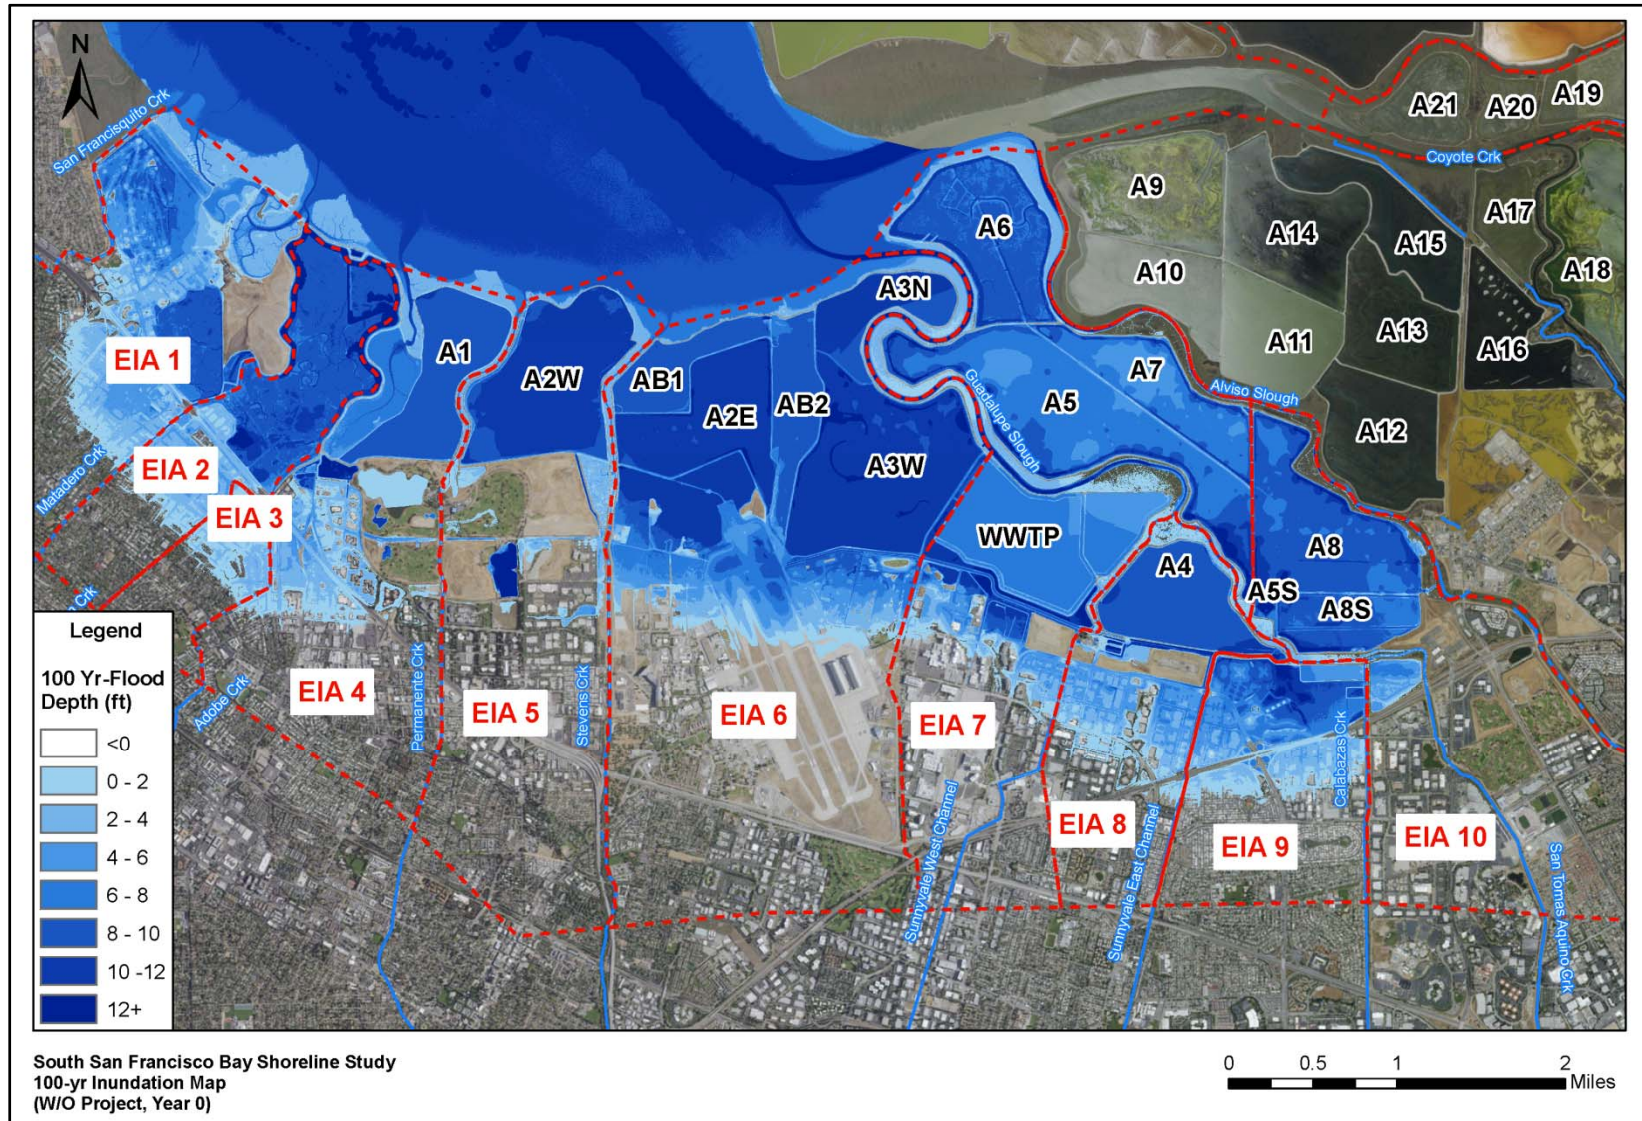 N
San Francisquito Crk
A21
A20
A19
Coyote Crk
A9
A17
A6
A14
A15
A10
A18
A3N
A13
A11
A16
A1
A7
EIA 1
A2W
AB1
Alviso Slough
A2E
AB2
A5
Guadalupe Slough
A12
EIA 2
A3W
Matadero Crk
EIA 3
WWTP
A8
A4
A5S
A8S
Crk
Adobe Crk
EIA 4
Permanente Crk
EIA 5
Stevens Crk
EIA 6
EIA 7
Calabazas Crk
EIA 8
EIA 9
EIA 10
Sunnyvale West Channel
Sunnyvale East Channel
San Tomas Aquino Crk
Legend
100 Yr-Flood
Depth (ft)
<0
0 - 2
2 - 4
4 - 6
6 - 8
8 - 10
10 -12
12+
South San Francisco Bay Shoreline Study
100-yr Inundation Map
(W/O Project, Year 0)
0 0.5 1 2
Miles